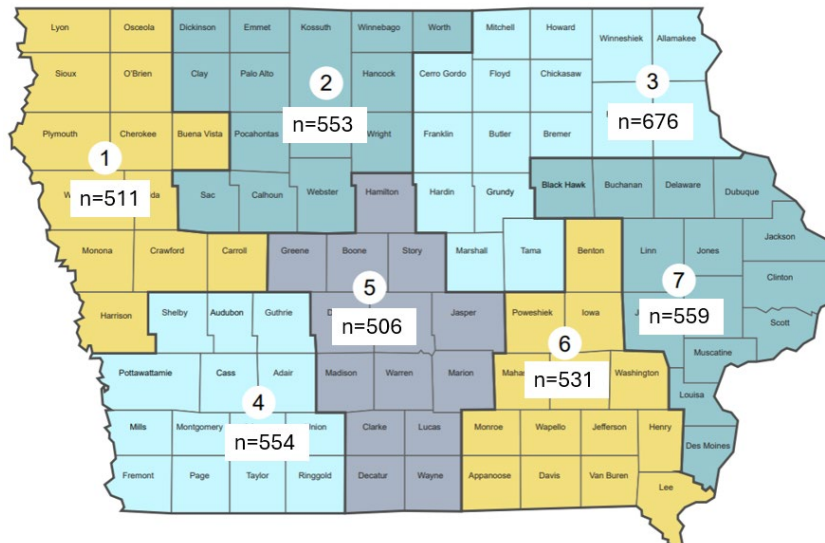 Lyon
Osceola
Dickinson
Emmet
Kossuth
Winnebago
Worth
Mitchell
Howard
Winneshiek
Allamakee
Sioux
O'Brien
Clay
Palo Alto
Hancock
Cerro Gordo
Floyd
Chickasaw
2
3
n=553
n=676
Plymouth
Cherokee
Buena Vista
Pocahontas
Wright
Franklin
Butler
Bremer
1
n=511
Sac
Calhoun
Webster
Hamilton
Hardin
Grundy
Black Hawk
Buchanan
Delaware
Dubuque
Monona
Crawford
Carroll
Greene
Boone
Story
Marshall
Tama
Benton
Linn
Jones
Jackson
Clinton
5
7
Harrison
Shelby
Audubon
Guthrie
n=506
Jasper
Poweshiek
Iowa
n=559
Scott
6
Muscatine
Pottawattamie
Cass
Adair
Madison
Warren
Marion
n=531
Washington
Louisa
4
Mills
Montgomery
n=554
Clarke
Lucas
Monroe
Wapello
Jefferson
Henry
Des Moines
Fremont
Page
Taylor
Ringgold
Decatur
Wayne
Appanoose
Davis
Van Buren
Lee